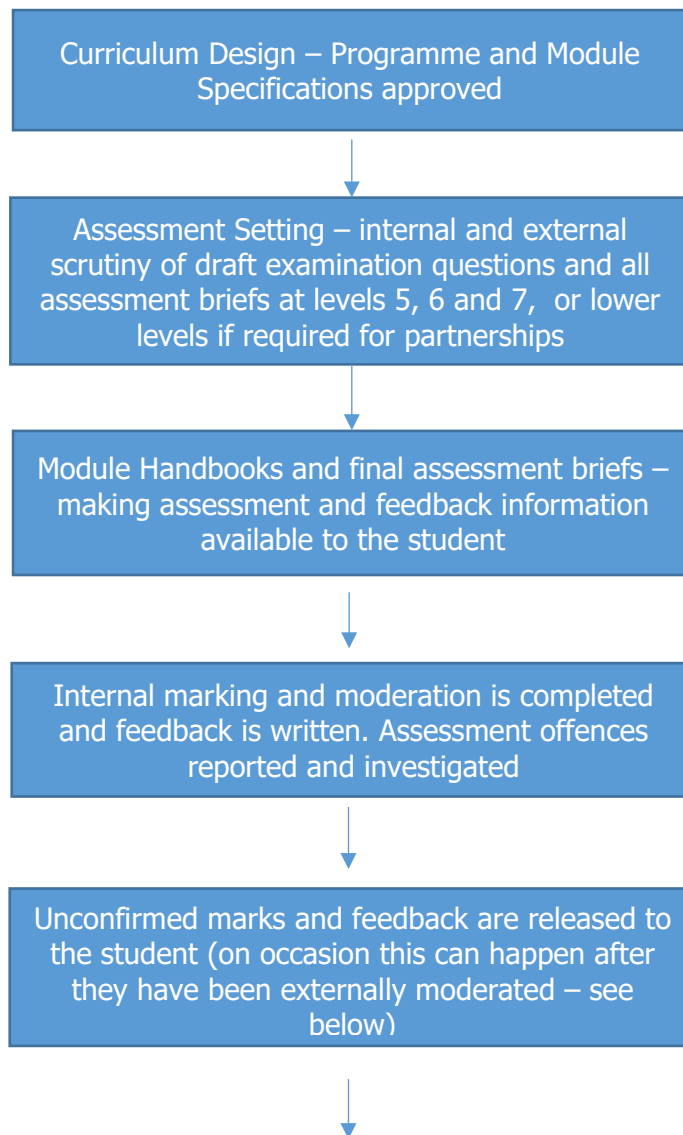 Curriculum Design – Programme and Module
Specifications approved
Assessment Setting – internal and external
scrutiny of draft examination questions and all
assessment briefs at levels 5, 6 and 7,  or lower
levels if required for partnerships
Module Handbooks and final assessment briefs –
making assessment and feedback information
available to the student
Internal marking and moderation is completed
and feedback is written. Assessment offences
reported and investigated
Unconfirmed marks and feedback are released to
the student (on occasion this can happen after
they have been externally moderated – see
below)